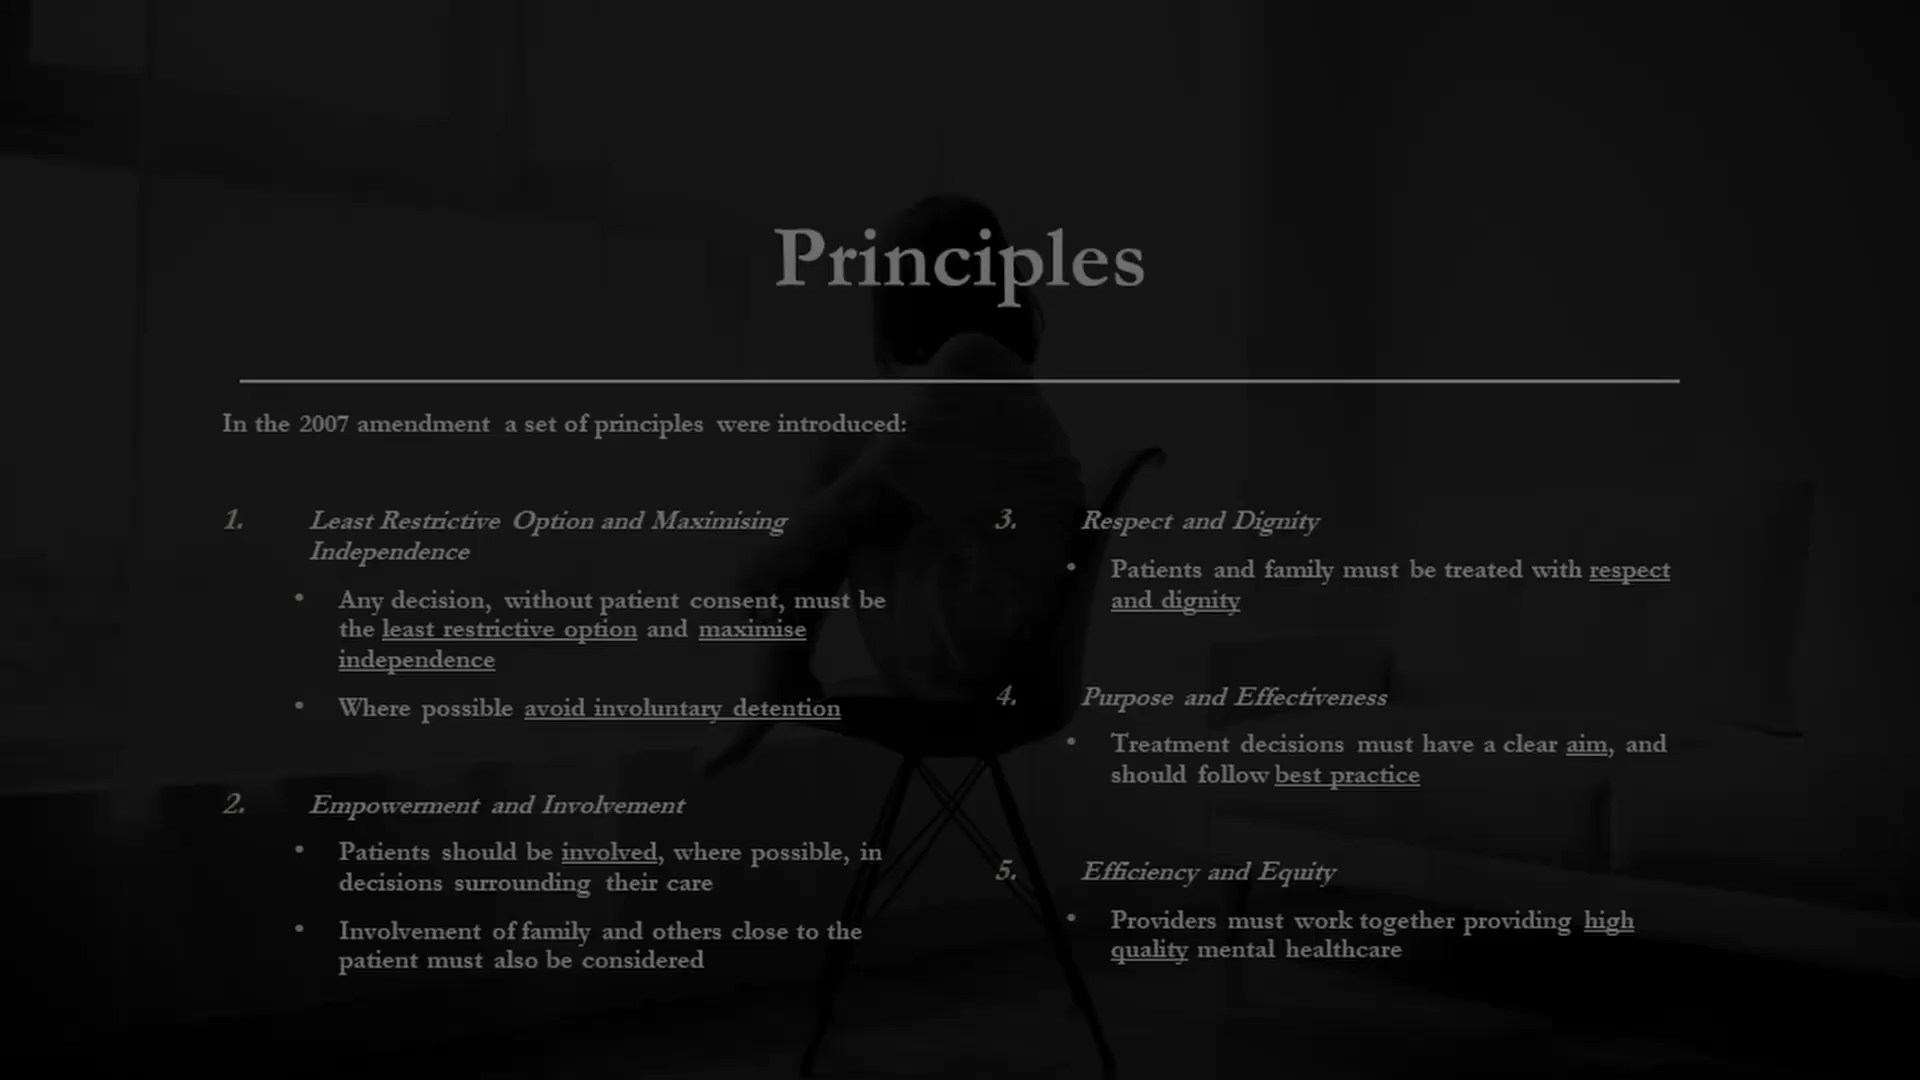 Principles
In the 2007 amendment a set of principles were introduced:
1. Least Restrictive Option and Maximising
Independence
• Any decision, without patient consent, must be
the least restrictive option and maximise
independence
• Where possible avoid involuntary detention
2. Empowerment and Involvement
• Patients should be involved, where possible, in
decisions surrounding their care
• Involvement of family and others close to the
patient must also be considered
3. Respect and Dignity
• Patients and family must be treated with respect
and dignity
4. Purpose and Effectiveness
• Treatment decisions must have a clear aim, and
should follow best practice
5. Efficiency and Equity
• Providers must work together providing high
quality mental healthcare